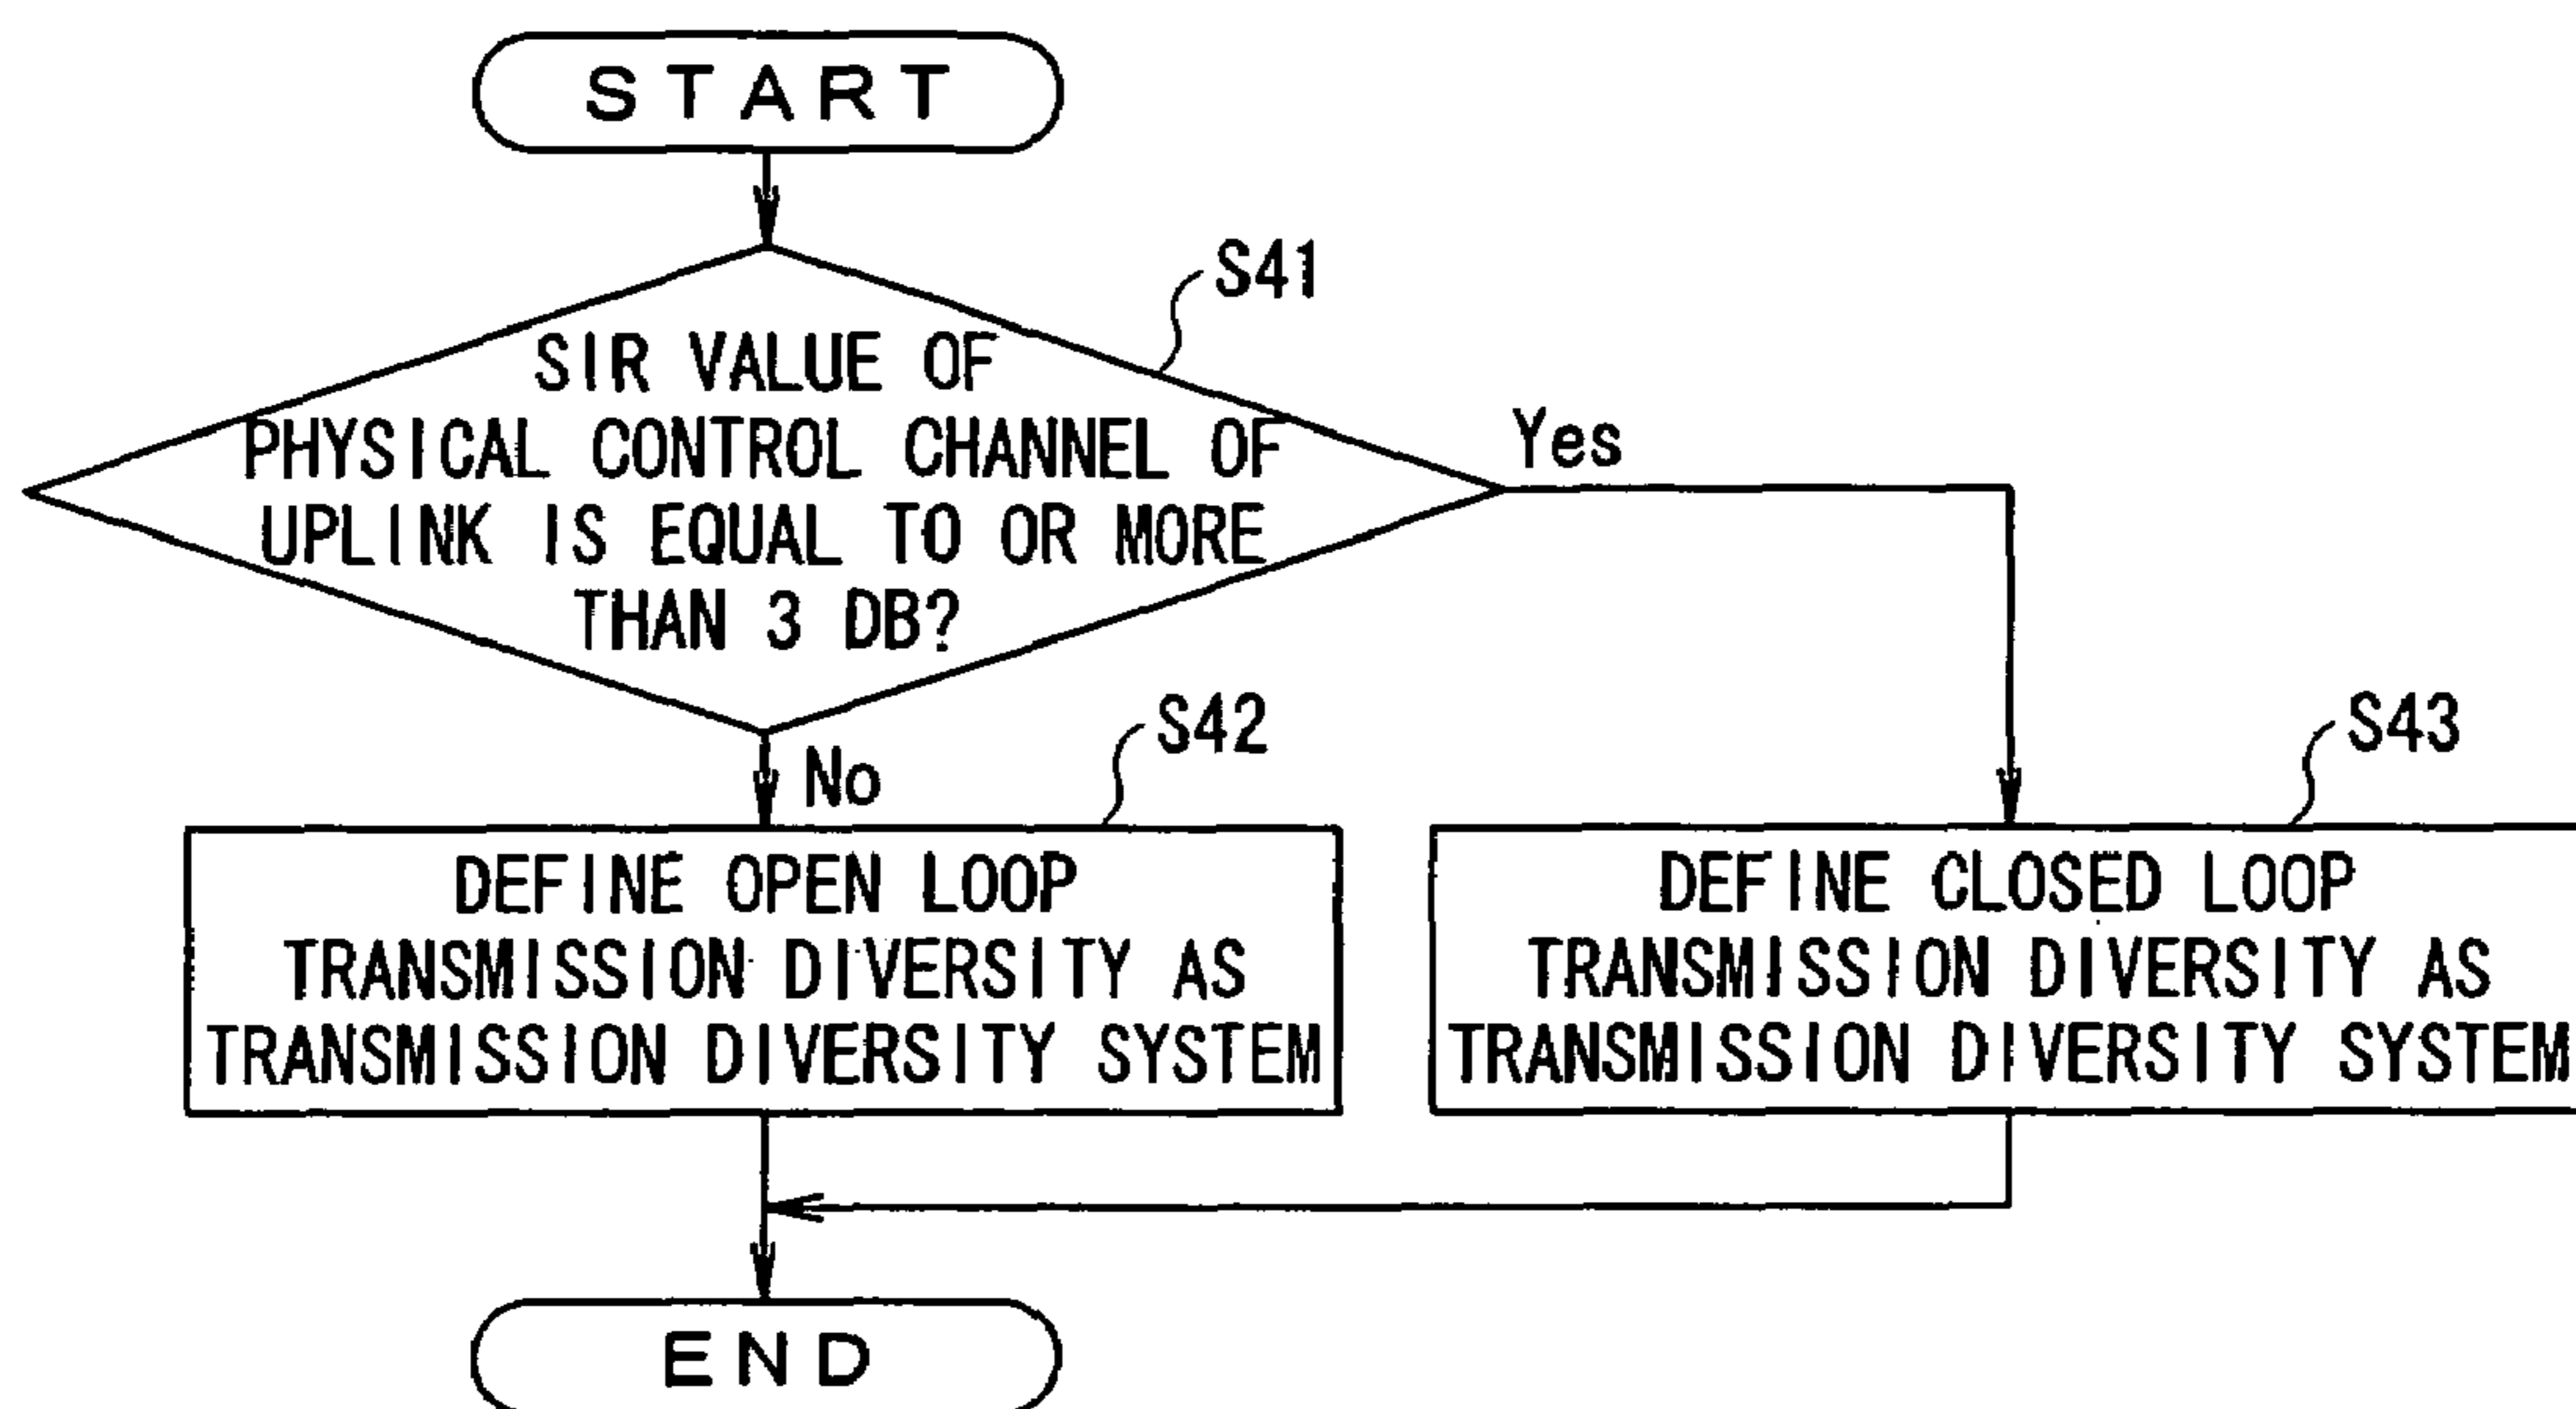 START
S41
SIR VALUE OF
PHYSICAL CONTROL CHANNEL OF
UPLINK IS EQUAL TO OR MORE
THAN 3 DB?
Yes
No
S42
DEFINE OPEN LOOP
TRANSMISSION DIVERSITY AS
TRANSMISSION DIVERSITY SYSTEM
S43
DEFINE CLOSED LOOP
TRANSMISSION DIVERSITY AS
TRANSMISSION DIVERSITY SYSTEM
END